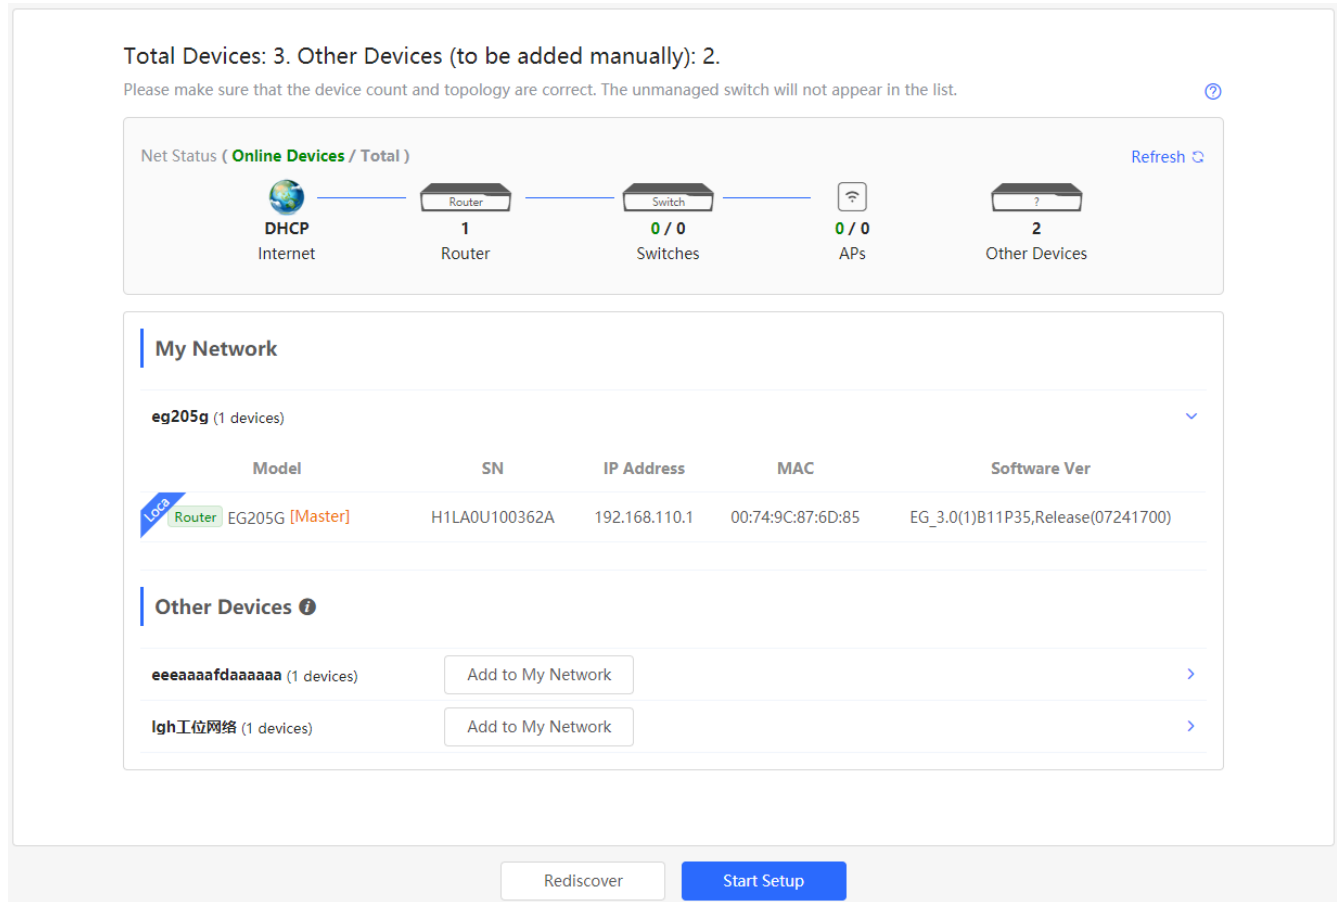 Total Devices: 3. Other Devices (to be added manually): 2.
Please make sure that the device count and topology are correct. The unmanaged switch will not appear in the list.
Net Status ( Online Devices / Total )
Refresh
Router
Switch
?
DHCP
1
0 / 0
0 / 0
2
Internet
Router
Switches
APs
Other Devices
My Network
eg205g (1 devices)
Model SN IP Address MAC Software Ver
Loca
Router EG205G [Master] H1LA0U100362A 192.168.110.1 00:74:9C:87:6D:85 EG_3.0(1)B11P35,Release(07241700)
Other Devices
eeeaaaafdaaaaaa (1 devices) Add to My Network
lgh工位网络 (1 devices) Add to My Network
Rediscover
Start Setup